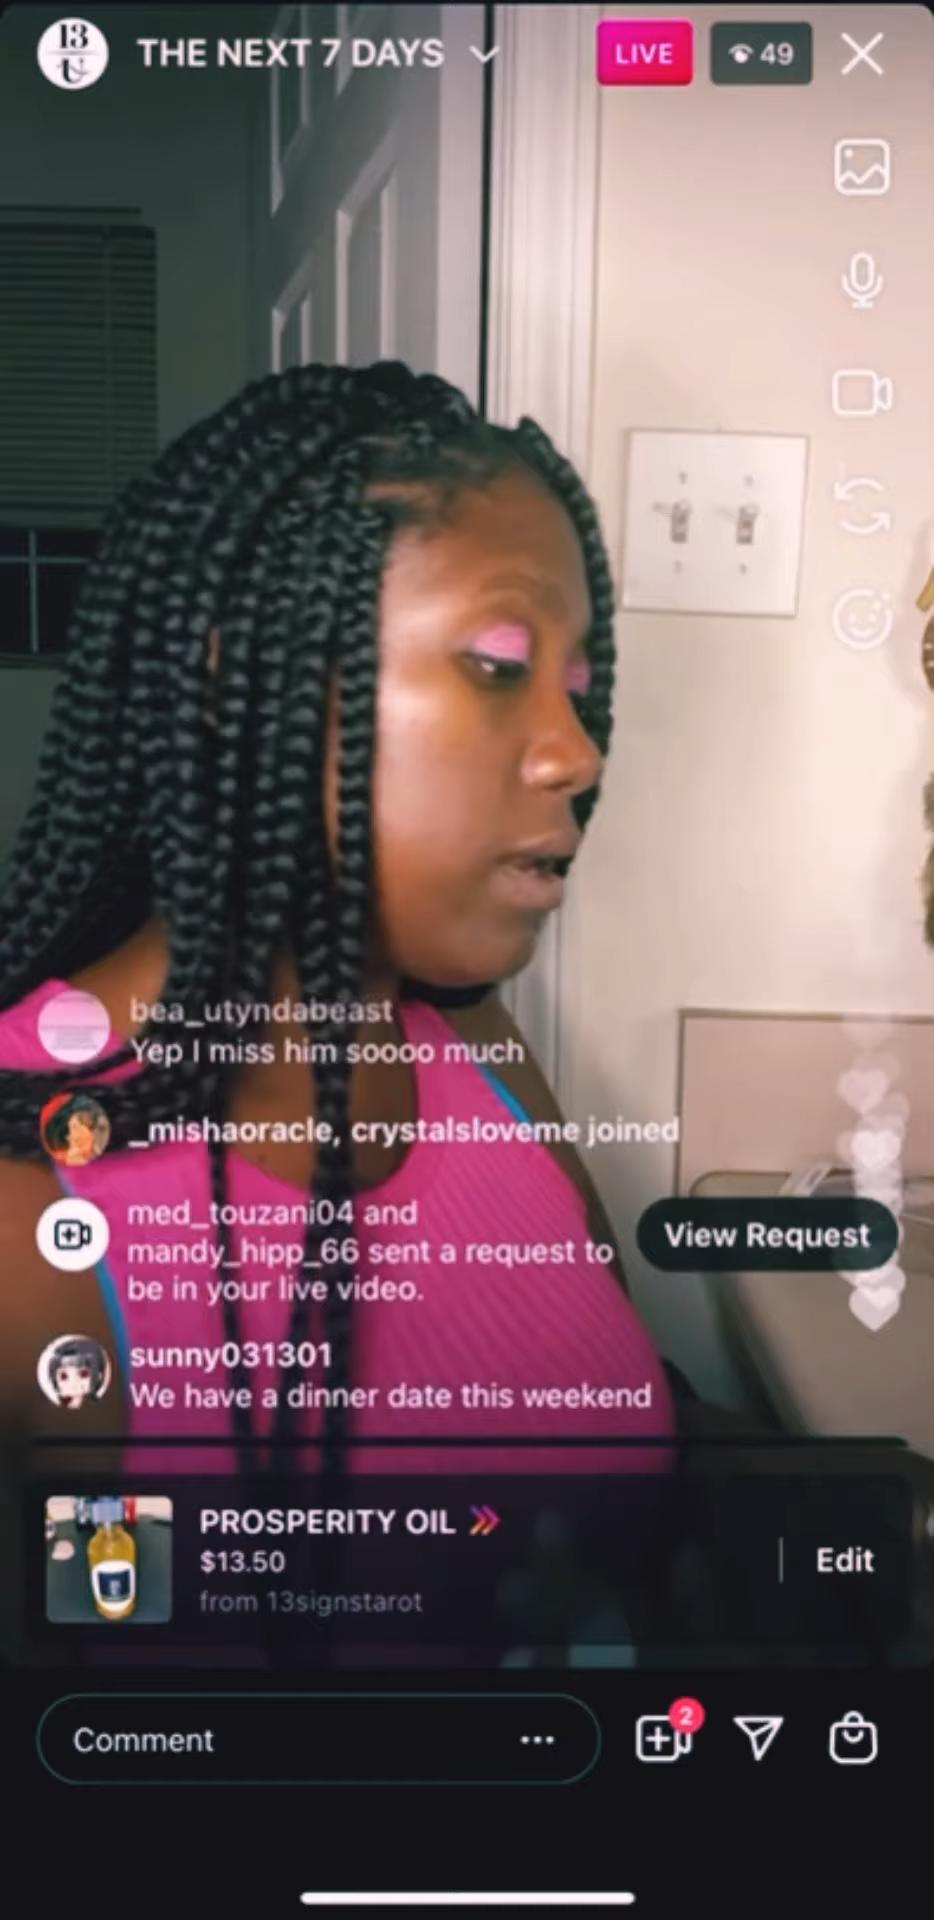 13
THE NEXT 7 DAYS
LIVE
49
bea_utyndabeast
Yep I miss him soooo much
_mishaoracle, crystalsloveme joined
med_touzani04 and
mandy_hipp_66 sent a request to
be in your live video.
View Request
sunny031301
We have a dinner date this weekend
PROSPERITY OIL
$13.50
from 13signstarot
Edit
Comment
2